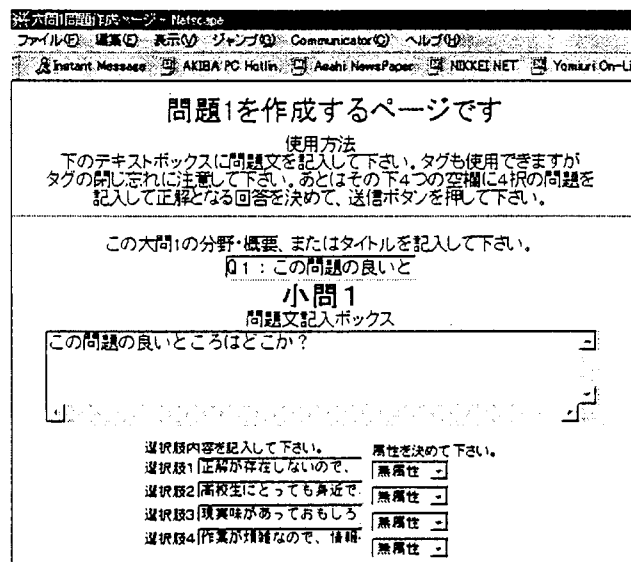 大問1問題作成ページ - Netscape
ファイル(F) 編集(E) 表示(V) ジャンプ(G) Communicator(C) ヘルプ(H)
Instant Message AKIBA PC Hotlin Asahi NewsPaper NIKKEI NET Yomiuri On-Li
問題1を作成するページです
使用方法
下のテキストボックスに問題文を記入して下さい。タグも使用できますが
タグの閉じ忘れに注意して下さい。あとはその下4つの空欄に4択の問題を
記入して正解となる回答を決めて、送信ボタンを押して下さい。
この大問1の分野・概要、またはタイトルを記入して下さい。
Q1:この問題の良いと
小問1
問題文記入ボックス
この問題の良いところはどこか?
選択肢内容を記入して下さい。 属性を決めて下さい。
選択肢1 正解が存在しないので、 無属性
選択肢2 高校生にとっても身近で 無属性
選択肢3 現実味があっておもしろ 無属性
選択肢4 作業が煩雑なので、情報 無属性